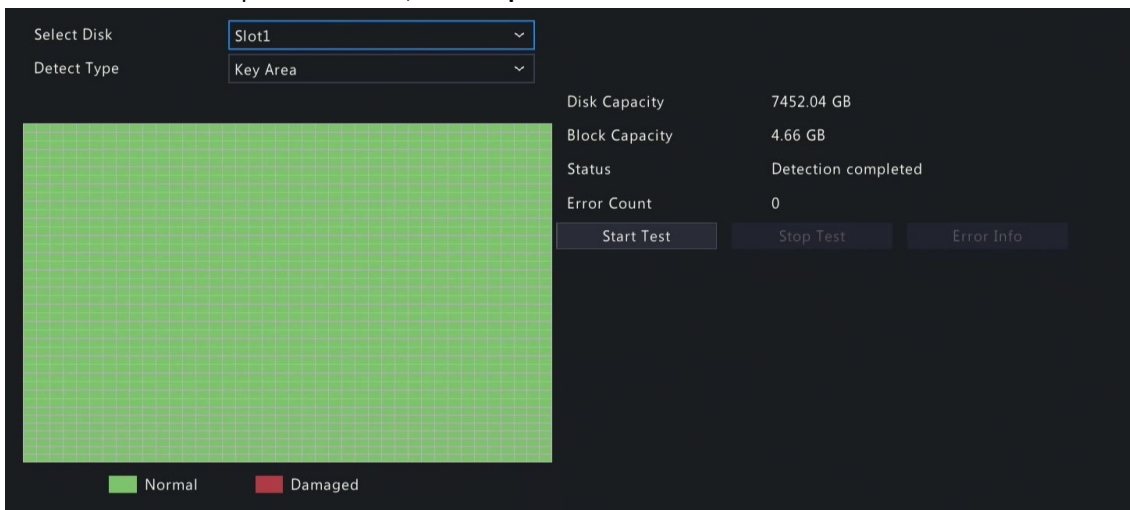 Select Disk Slot1
Detect Type Key Area
Disk Capacity 7452.04 GB
Block Capacity 4.66 GB
Status Detection completed
Error Count 0
Start Test Stop Test Error Info
Normal Damaged